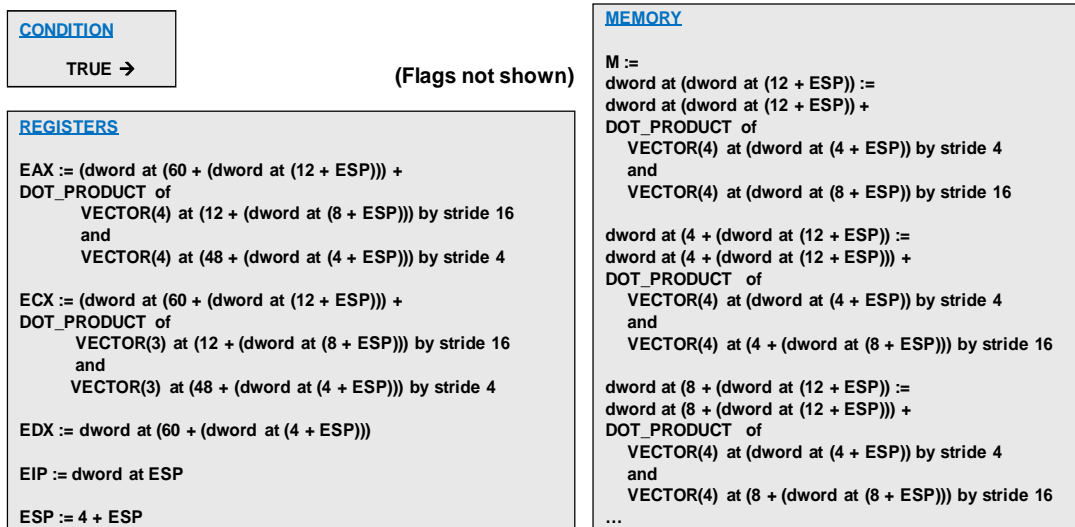 CONDITION
TRUE →
(Flags not shown)
REGISTERS
EAX := (dword at (60 + (dword at (12 + ESP))) +
DOT_PRODUCT of
VECTOR(4) at (12 + (dword at (8 + ESP))) by stride 16
and
VECTOR(4) at (48 + (dword at (4 + ESP))) by stride 4
ECX := (dword at (60 + (dword at (12 + ESP))) +
DOT_PRODUCT of
VECTOR(3) at (12 + (dword at (8 + ESP))) by stride 16
and
VECTOR(3) at (48 + (dword at (4 + ESP))) by stride 4
EDX := dword at (60 + (dword at (4 + ESP)))
EIP := dword at ESP
ESP := 4 + ESP
MEMORY
M :=
dword at (dword at (12 + ESP)) :=
dword at (dword at (12 + ESP)) +
DOT_PRODUCT of
VECTOR(4) at (dword at (4 + ESP)) by stride 4
and
VECTOR(4) at (dword at (8 + ESP)) by stride 16
dword at (4 + (dword at (12 + ESP)) :=
dword at (4 + (dword at (12 + ESP))) +
DOT_PRODUCT of
VECTOR(4) at (dword at (4 + ESP)) by stride 4
and
VECTOR(4) at (4 + (dword at (8 + ESP))) by stride 16
dword at (8 + (dword at (12 + ESP)) :=
dword at (8 + (dword at (12 + ESP))) +
DOT_PRODUCT of
VECTOR(4) at (dword at (4 + ESP)) by stride 4
and
VECTOR(4) at (8 + (dword at (8 + ESP))) by stride 16
…